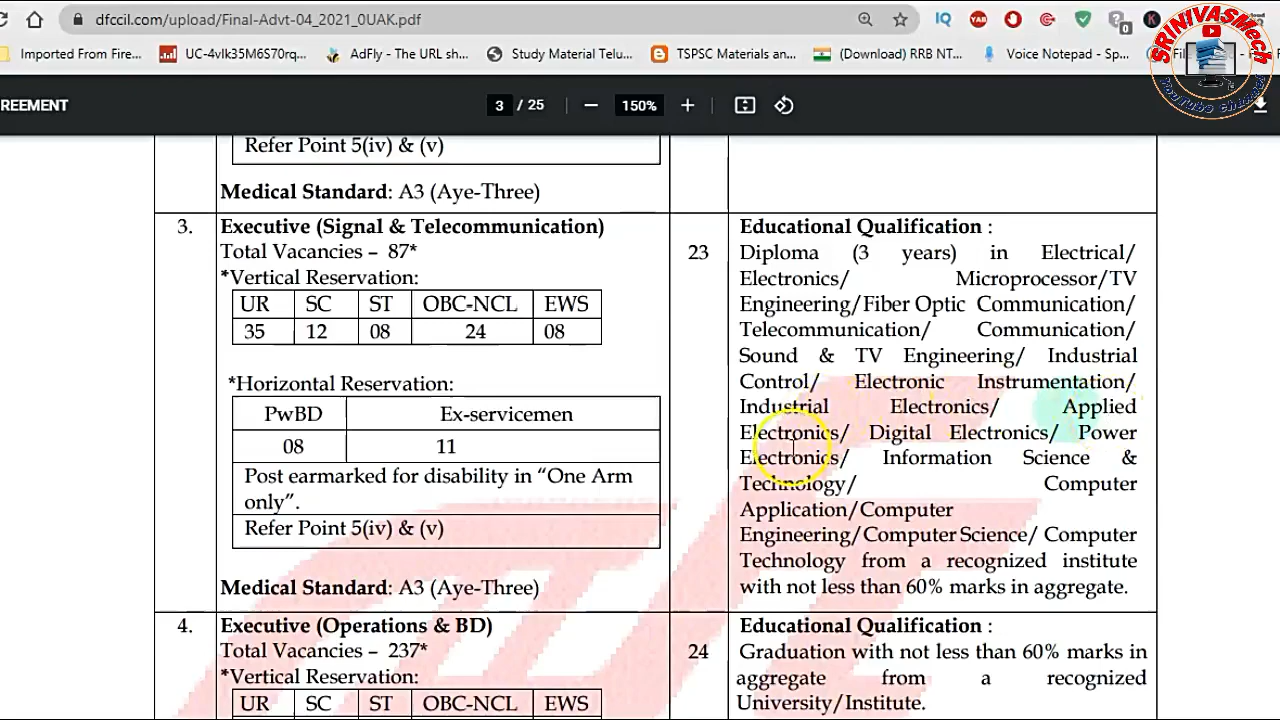 dfccil.com/upload/Final-Advt-04_2021_0UAK.pdf
SRINIVASMech
YouTube Channel
Imported From Fire...
UC-4vlk35M6S70rq...
AdFly - The URL sh...
Study Material Telu...
TSPSC Materials an...
(Download) RRB NT...
Voice Notepad - Sp...
REEMENT
3 / 25
150%
Refer Point 5(iv) & (v)
Medical Standard: A3 (Aye-Three)
3.
Executive (Signal & Telecommunication)
Total Vacancies – 87*
*Vertical Reservation:
UR SC ST OBC-NCL EWS
35 12 08 24 08
*Horizontal Reservation:
PwBD Ex-servicemen
08 11
Post earmarked for disability in “One Arm
only”.
Refer Point 5(iv) & (v)
Medical Standard: A3 (Aye-Three)
23
Educational Qualification :
Diploma (3 years) in Electrical/
Electronics/ Microprocessor/TV
Engineering/Fiber Optic Communication/
Telecommunication/ Communication/
Sound & TV Engineering/ Industrial
Control/ Electronic Instrumentation/
Industrial Electronics/ Applied
Electronics/ Digital Electronics/ Power
Electronics/ Information Science &
Technology/ Computer
Application/Computer
Engineering/Computer Science/ Computer
Technology from a recognized institute
with not less than 60% marks in aggregate.
4.
Executive (Operations & BD)
Total Vacancies – 237*
*Vertical Reservation:
UR SC ST OBC-NCL EWS
24
Educational Qualification :
Graduation with not less than 60% marks in
aggregate from a recognized
University/Institute.